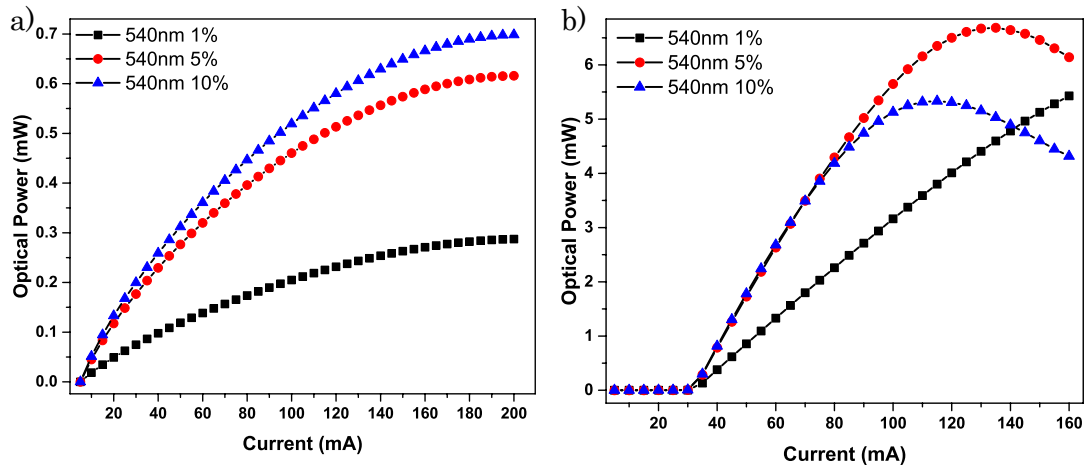 a)
540nm 1%
540nm 5%
540nm 10%
Optical Power (mW)
0.7
0.6
0.5
0.4
0.3
0.2
0.1
0.0
20 40 60 80 100 120 140 160 180 200
Current (mA)
b)
540nm 1%
540nm 5%
540nm 10%
Optical Power (mW)
6
5
4
3
2
1
0
20 40 60 80 100 120 140 160
Current (mA)